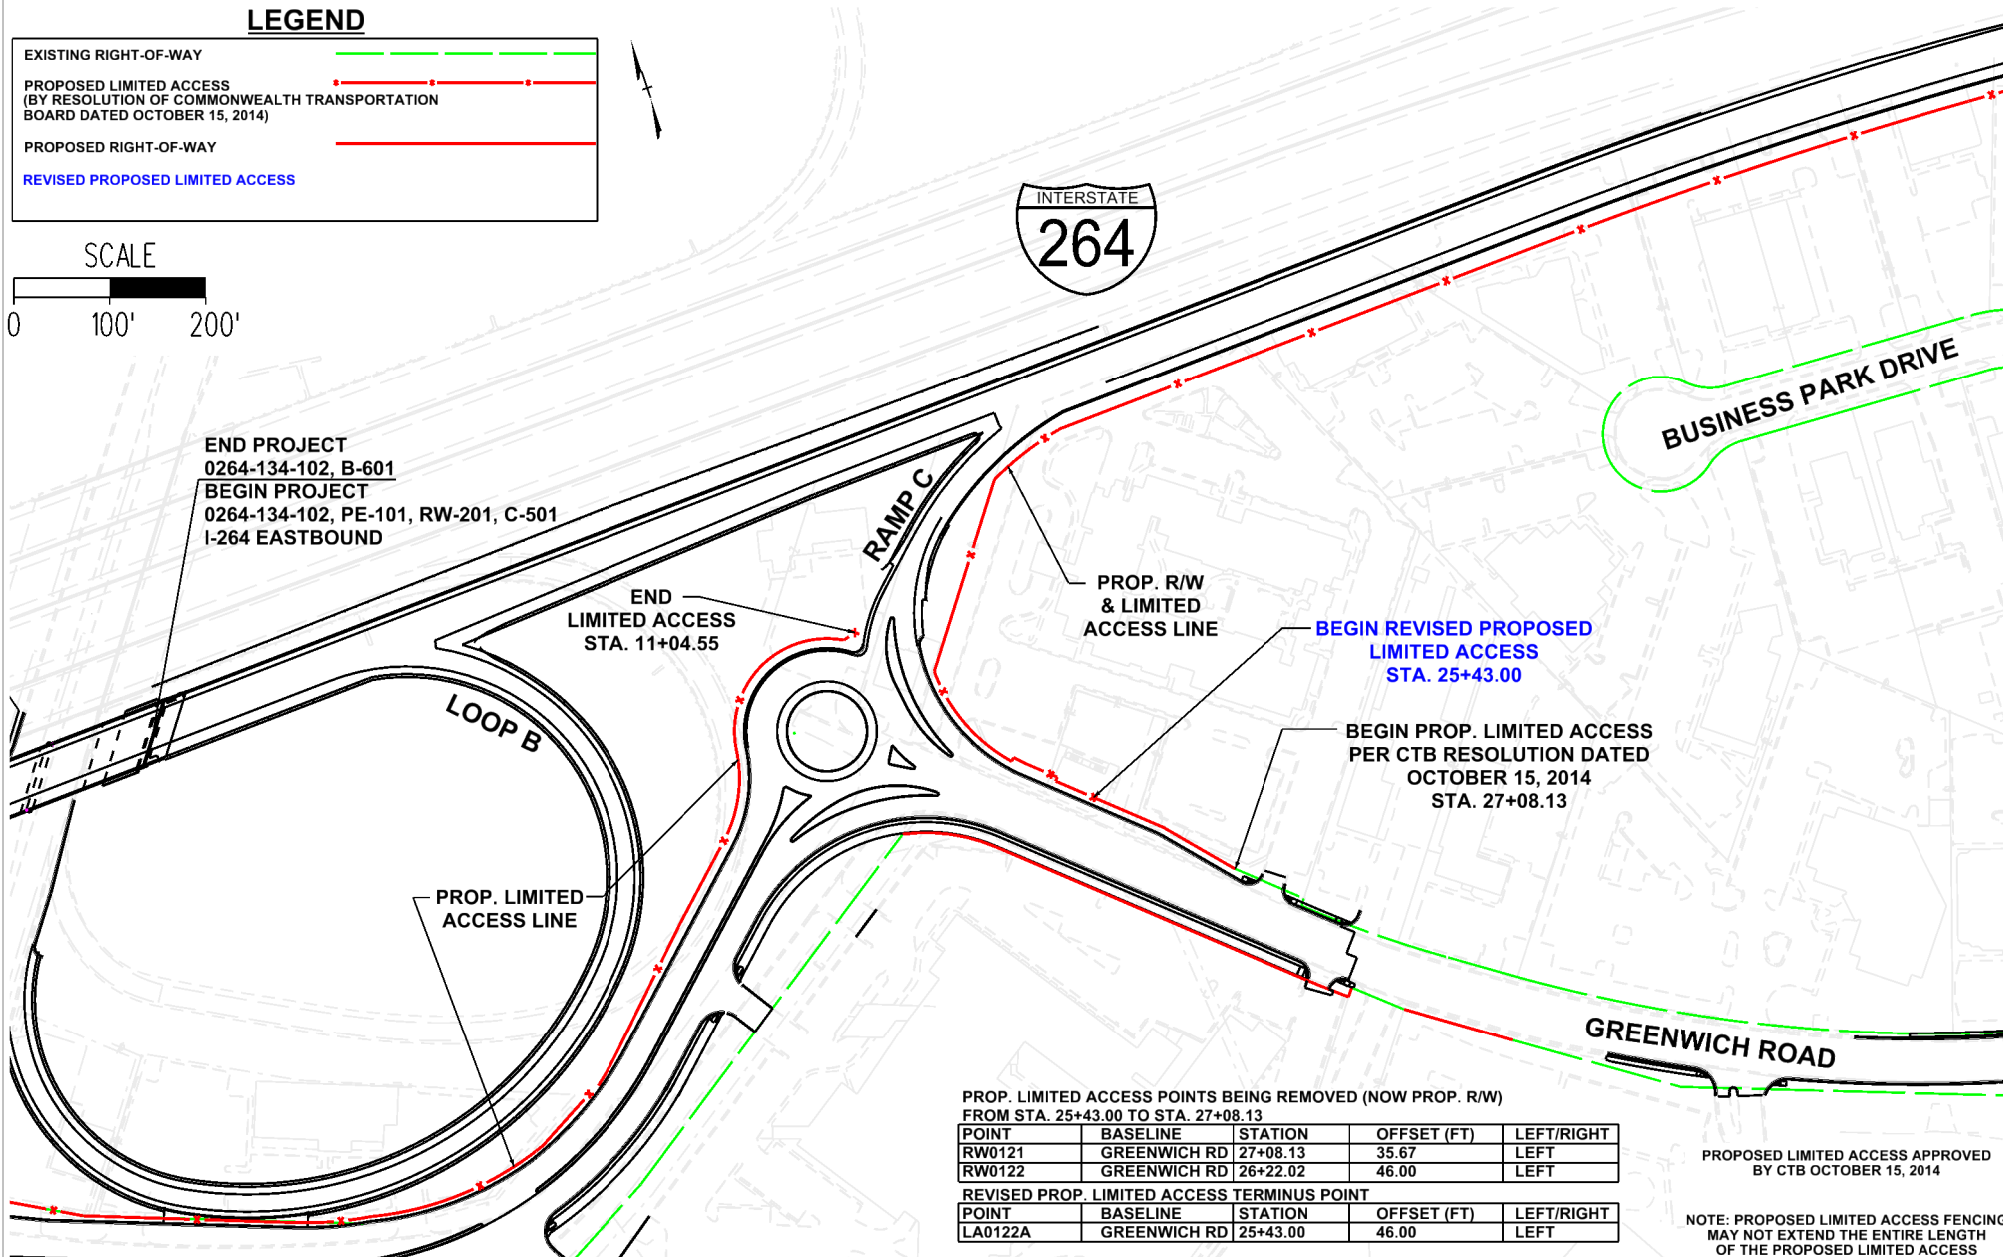 LEGEND
EXISTING RIGHT-OF-WAY
PROPOSED LIMITED ACCESS
(BY RESOLUTION OF COMMONWEALTH TRANSPORTATION
BOARD DATED OCTOBER 15, 2014)
PROPOSED RIGHT-OF-WAY
REVISED PROPOSED LIMITED ACCESS
SCALE
0 100' 200'
INTERSTATE
264
BUSINESS PARK DRIVE
END PROJECT
0264-134-102, B-601
BEGIN PROJECT
0264-134-102, PE-101, RW-201, C-501
I-264 EASTBOUND
RAMP C
END
LIMITED ACCESS
STA. 11+04.55
PROP. R/W
& LIMITED
ACCESS LINE
BEGIN REVISED PROPOSED
LIMITED ACCESS
STA. 25+43.00
LOOP B
BEGIN PROP. LIMITED ACCESS
PER CTB RESOLUTION DATED
OCTOBER 15, 2014
STA. 27+08.13
PROP. LIMITED
ACCESS LINE
GREENWICH ROAD
PROP. LIMITED ACCESS POINTS BEING REMOVED (NOW PROP. R/W)
FROM STA. 25+43.00 TO STA. 27+08.13
POINT BASELINE STATION OFFSET (FT) LEFT/RIGHT
RW0121 GREENWICH RD 27+08.13 35.67 LEFT
RW0122 GREENWICH RD 26+22.02 46.00 LEFT
REVISED PROP. LIMITED ACCESS TERMINUS POINT
POINT BASELINE STATION OFFSET (FT) LEFT/RIGHT
LA0122A GREENWICH RD 25+43.00 46.00 LEFT
PROPOSED LIMITED ACCESS APPROVED
BY CTB OCTOBER 15, 2014
NOTE: PROPOSED LIMITED ACCESS FENCING
MAY NOT EXTEND THE ENTIRE LENGTH
OF THE PROPOSED LIMITED ACCESS